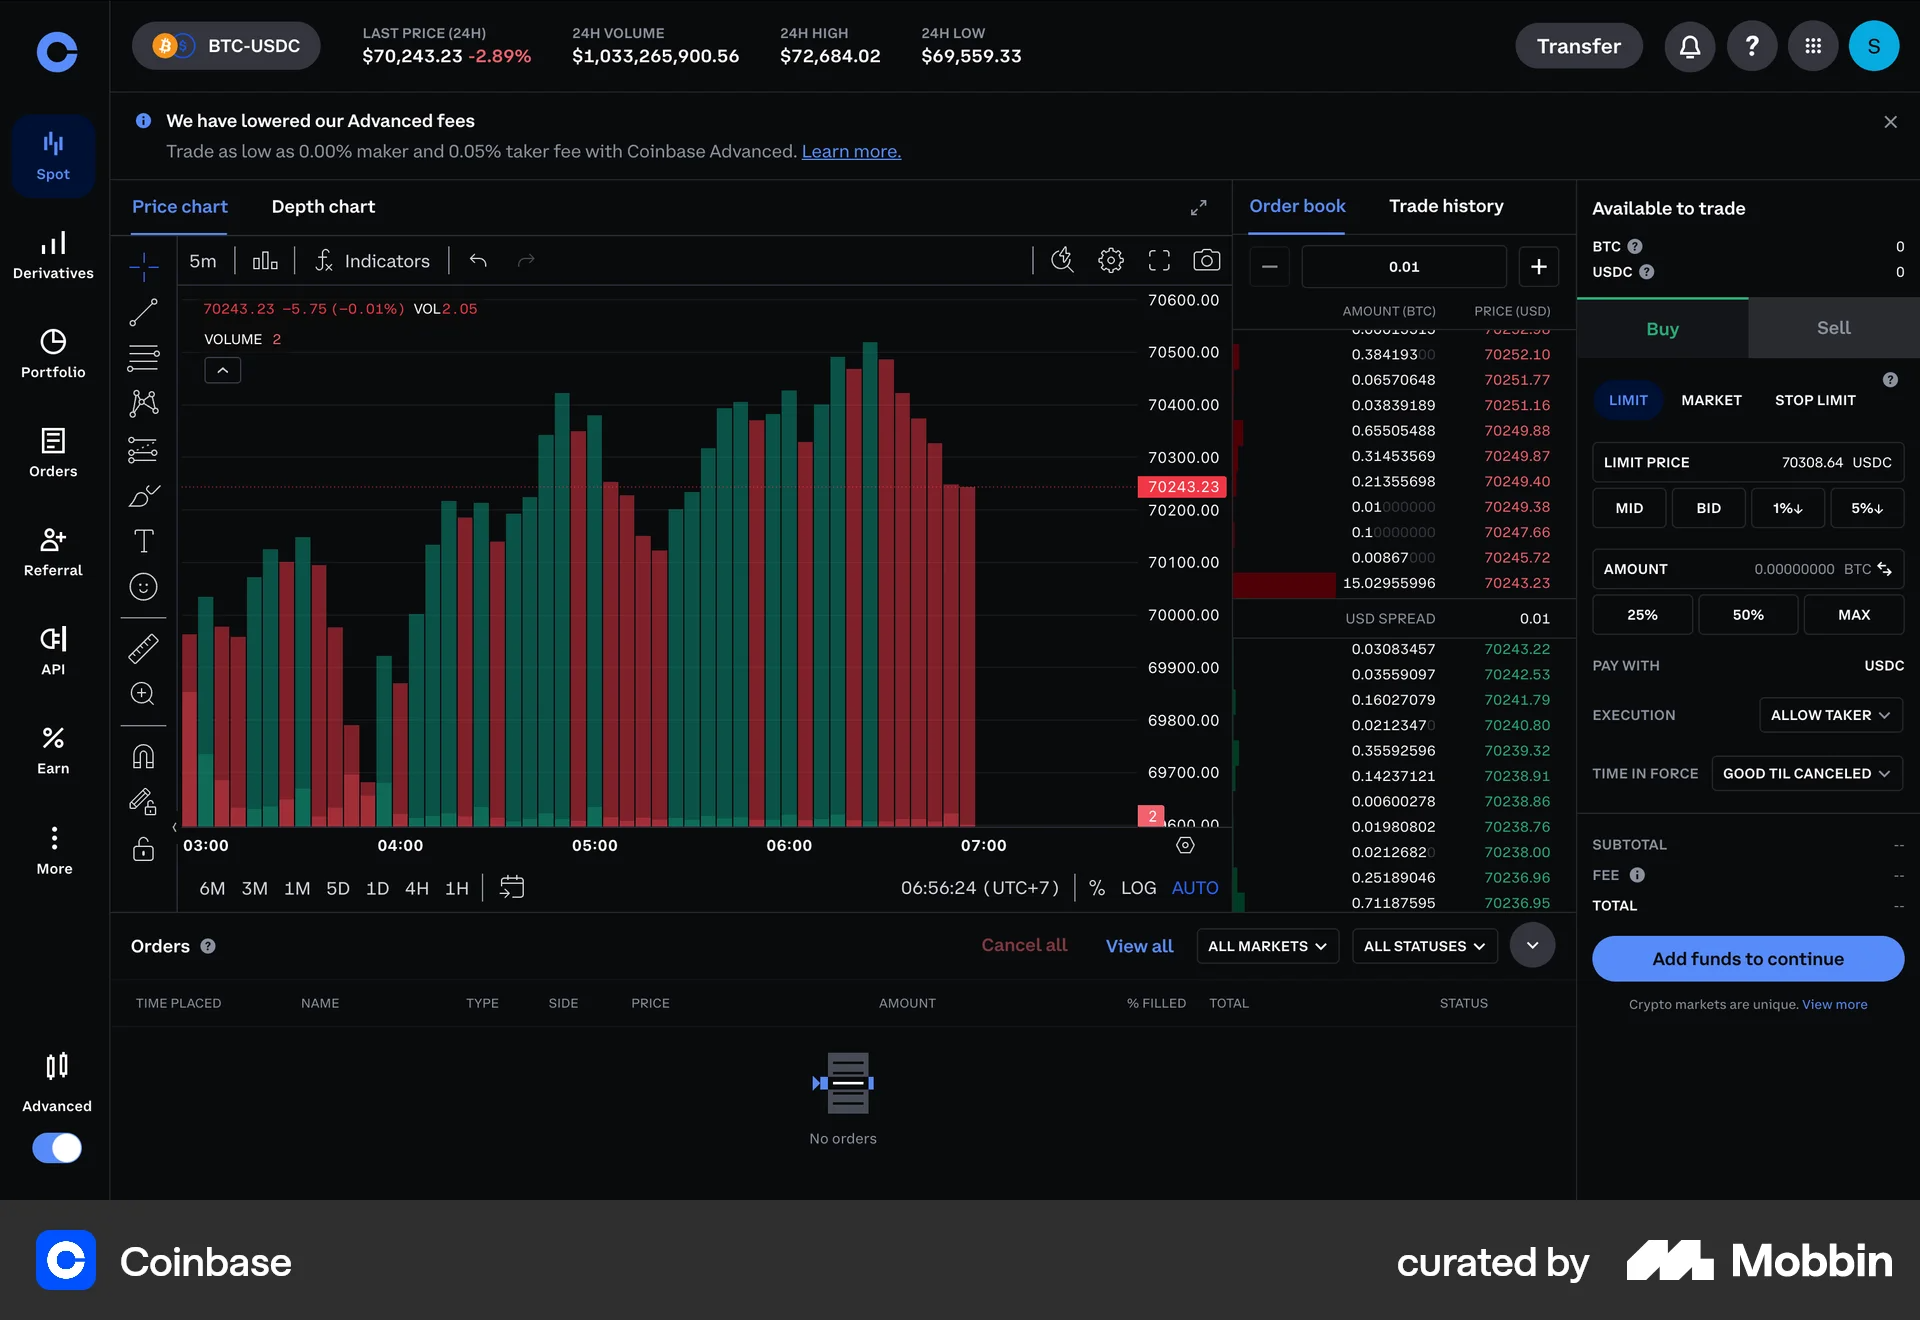 BTC-USDC
LAST PRICE (24H)
$70,243.23 -2.89%
24H VOLUME
$1,033,265,900.56
24H HIGH
$72,684.02
24H LOW
$69,559.33
Transfer
?
S
We have lowered our Advanced fees
Trade as low as 0.00% maker and 0.05% taker fee with Coinbase Advanced. Learn more.
Spot
Derivatives
Portfolio
Orders
Referral
API
Earn
More
Advanced
Price chart
Depth chart
5m
Indicators
70243.23 −5.75 (−0.01%) VOL2.05
VOLUME 2
70600.00
70500.00
70400.00
70300.00
70243.23
70200.00
70100.00
70000.00
69900.00
69800.00
69700.00
2
03:00 04:00 05:00 06:00 07:00
6M 3M 1M 5D 1D 4H 1H
06:56:24 (UTC+7) % LOG AUTO
Order book
Trade history
0.01
AMOUNT (BTC) PRICE (USD)
0.38419300 70252.10
0.06570648 70251.77
0.03839189 70251.16
0.65505488 70249.88
0.31453569 70249.87
0.21355698 70249.40
0.01000000 70249.38
0.10000000 70247.66
0.00867000 70245.72
15.02955996 70243.23
USD SPREAD 0.01
0.03083457 70243.22
0.03559097 70242.53
0.16027079 70241.79
0.02123470 70240.80
0.35592596 70239.32
0.14237121 70238.91
0.00600278 70238.86
0.01980802 70238.76
0.02126820 70238.00
0.25189046 70236.96
0.71187595 70236.95
Available to trade
BTC ? 0
USDC ? 0
Buy
Sell
?
LIMIT MARKET STOP LIMIT
LIMIT PRICE 70308.64 USDC
MID BID 1%↓ 5%↓
AMOUNT 0.00000000 BTC
25% 50% MAX
PAY WITH USDC
EXECUTION ALLOW TAKER
TIME IN FORCE GOOD TIL CANCELED
SUBTOTAL --
FEE --
TOTAL --
Add funds to continue
Crypto markets are unique. View more
Orders ?
Cancel all View all ALL MARKETS ALL STATUSES
TIME PLACED NAME TYPE SIDE PRICE AMOUNT % FILLED TOTAL STATUS
No orders
Coinbase
curated by Mobbin